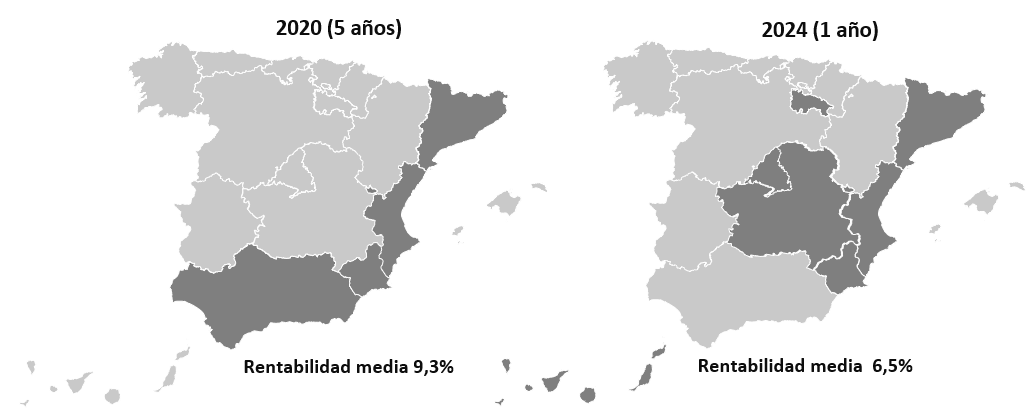 2020 (5 años)
2024 (1 año)
Rentabilidad media 9,3%
Rentabilidad media 6,5%